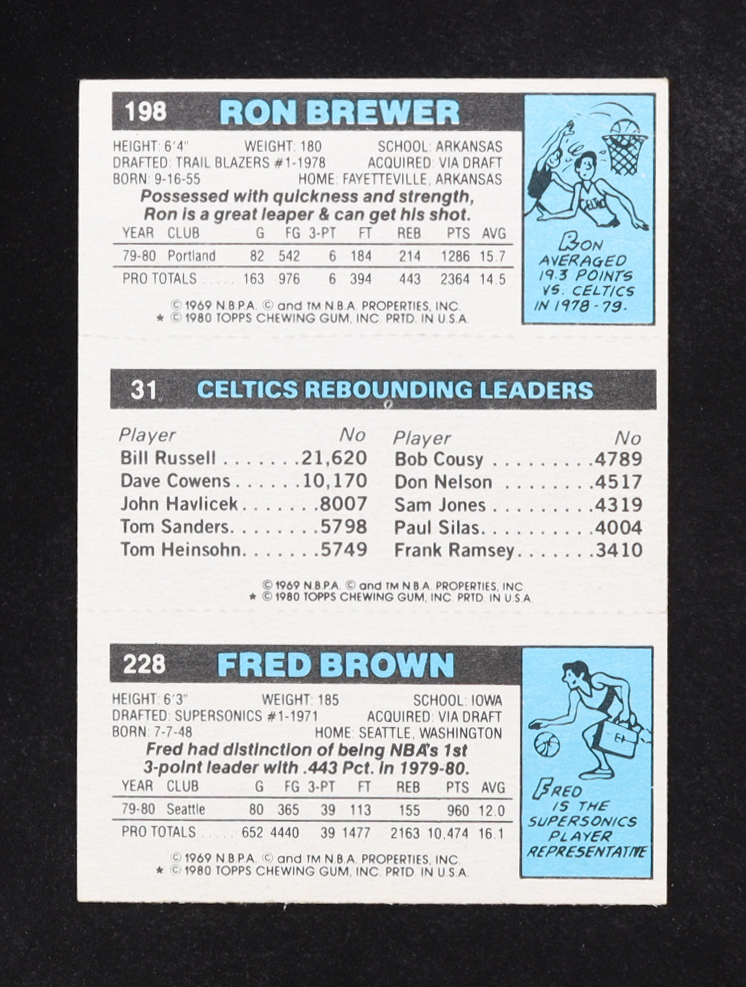 198 RON BREWER
HEIGHT: 6'4" WEIGHT: 180 SCHOOL: ARKANSAS
DRAFTED: TRAIL BLAZERS #1-1978 ACQUIRED: VIA DRAFT
BORN: 9-16-55 HOME: FAYETTEVILLE, ARKANSAS
Possessed with quickness and strength,
Ron is a great leaper & can get his shot.
YEAR CLUB G FG 3-PT FT REB PTS AVG
79-80 Portland 82 542 6 184 214 1286 15.7
PRO TOTALS ..... 163 976 6 394 443 2364 14.5
© 1969 N.B.P.A. © and TM N.B.A. PROPERTIES, INC.
★ © 1980 TOPPS CHEWING GUM, INC. PRTD. IN U.S.A.
CELTIC
RON
AVERAGED
19.3 POINTS
VS. CELTICS
IN 1978-79.
31 CELTICS REBOUNDING LEADERS
Player No Player No
Bill Russell .......21,620 Bob Cousy .........4789
Dave Cowens ......10,170 Don Nelson ........4517
John Havlicek.......8007 Sam Jones .........4319
Tom Sanders........5798 Paul Silas..........4004
Tom Heinsohn.......5749 Frank Ramsey.......3410
© 1969 N.B.P.A. © and TM N.B.A. PROPERTIES, INC
★ © 1980 TOPPS CHEWING GUM, INC. PRTD. IN U.S.A.
228 FRED BROWN
HEIGHT: 6'3" WEIGHT: 185 SCHOOL: IOWA
DRAFTED: SUPERSONICS #1-1971 ACQUIRED: VIA DRAFT
BORN: 7-7-48 HOME: SEATTLE, WASHINGTON
Fred had distinction of being NBA's 1st
3-point leader with .443 Pct. in 1979-80.
YEAR CLUB G FG 3-PT FT REB PTS AVG
79-80 Seattle 80 365 39 113 155 960 12.0
PRO TOTALS ..... 652 4440 39 1477 2163 10,474 16.1
© 1969 N.B.P.A. © and TM N.B.A. PROPERTIES, INC.
★ © 1980 TOPPS CHEWING GUM, INC. PRTD. IN U.S.A.
FRED
IS THE
SUPERSONICS
PLAYER
REPRESENTATIVE